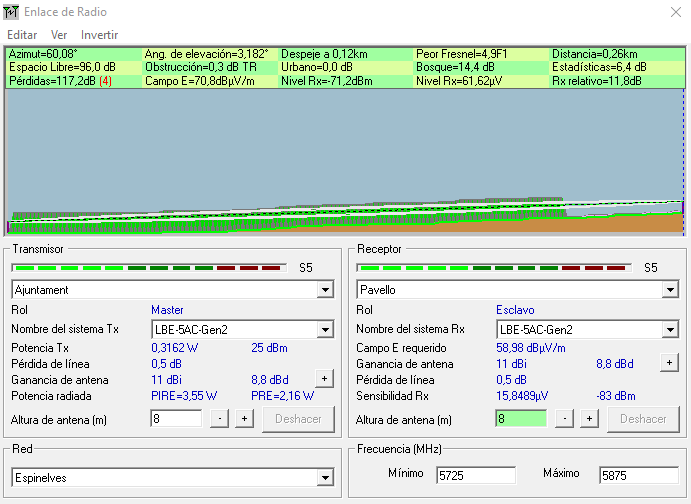 Enlace de Radio
Editar Ver Invertir
Azimut=60,08° Ang. de elevación=3,182° Despeje a 0,12km Peor Fresnel=4,9F1 Distancia=0,26km
Espacio Libre=96,0 dB Obstrucción=0,3 dB TR Urbano=0,0 dB Bosque=14,4 dB Estadísticas=6,4 dB
Pérdidas=117,2dB (4) Campo E=70,8dBµV/m Nivel Rx=-71,2dBm Nivel Rx=61,62µV Rx relativo=11,8dB
Transmisor
S5
Ajuntament
Rol Master
Nombre del sistema Tx LBE-5AC-Gen2
Potencia Tx 0,3162 W 25 dBm
Pérdida de línea 0,5 dB
Ganancia de antena 11 dBi 8,8 dBd +
Potencia radiada PIRE=3,55 W PRE=2,16 W
Altura de antena (m) 8 - + Deshacer
Receptor
S5
Pavello
Rol Esclavo
Nombre del sistema Rx LBE-5AC-Gen2
Campo E requerido 58,98 dBµV/m
Ganancia de antena 11 dBi 8,8 dBd +
Pérdida de línea 0,5 dB
Sensibilidad Rx 15,8489µV -83 dBm
Altura de antena (m) 8 - + Deshacer
Red
Espinelves
Frecuencia (MHz)
Mínimo 5725 Máximo 5875